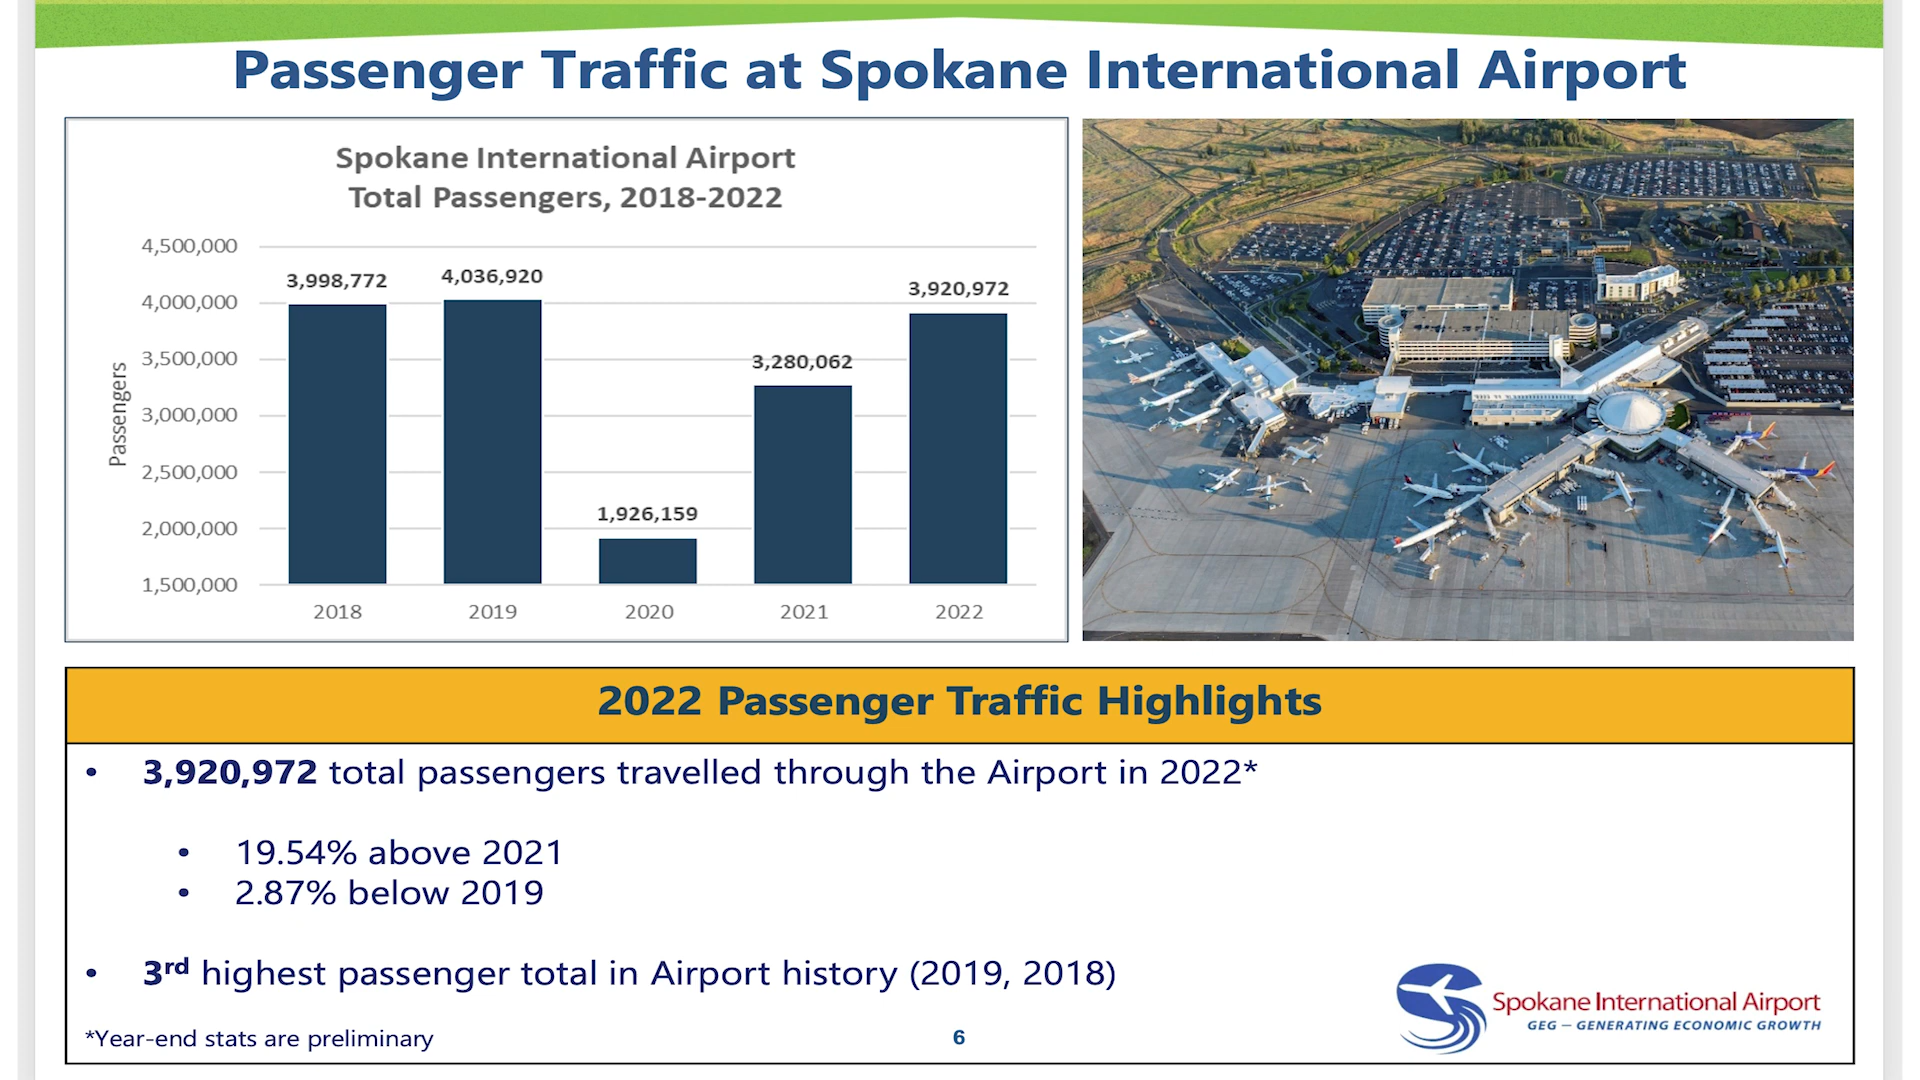 Passenger Traffic at Spokane International Airport
Spokane International Airport
Total Passengers, 2018-2022
Passengers
4,500,000
4,000,000
3,500,000
3,000,000
2,500,000
2,000,000
1,500,000
3,998,772
4,036,920
1,926,159
3,280,062
3,920,972
2018
2019
2020
2021
2022
2022 Passenger Traffic Highlights
• 3,920,972 total passengers travelled through the Airport in 2022*
• 19.54% above 2021
• 2.87% below 2019
• 3rd highest passenger total in Airport history (2019, 2018)
*Year-end stats are preliminary
6
Spokane International Airport
GEG – GENERATING ECONOMIC GROWTH